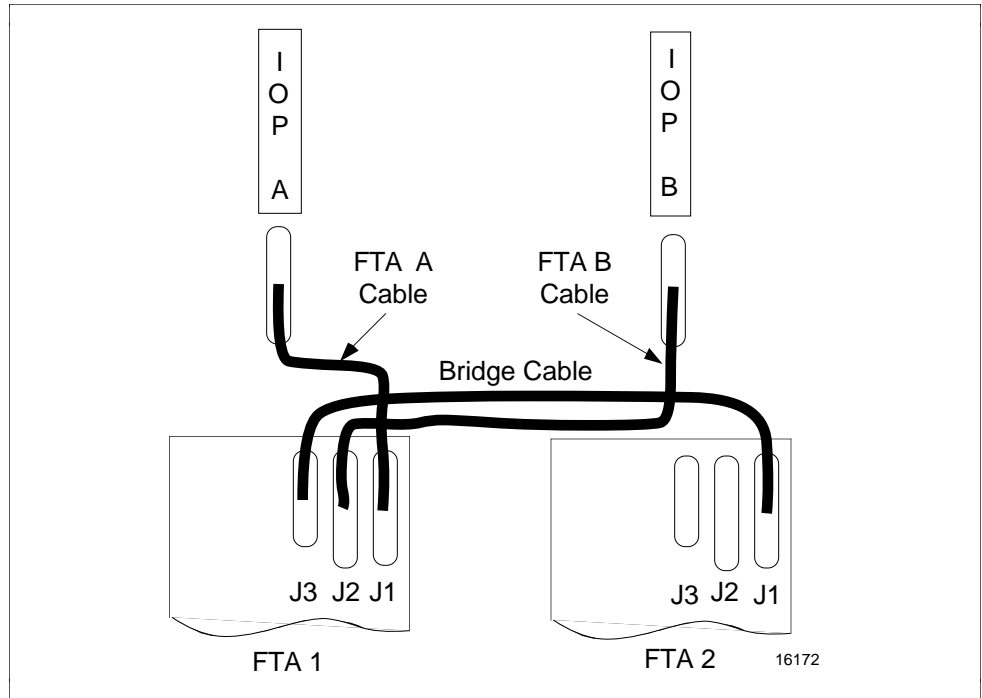 I
O
P
A
I
O
P
B
FTA A
Cable
FTA B
Cable
Bridge Cable
J3 J2 J1
J3 J2 J1
FTA 1
FTA 2
16172